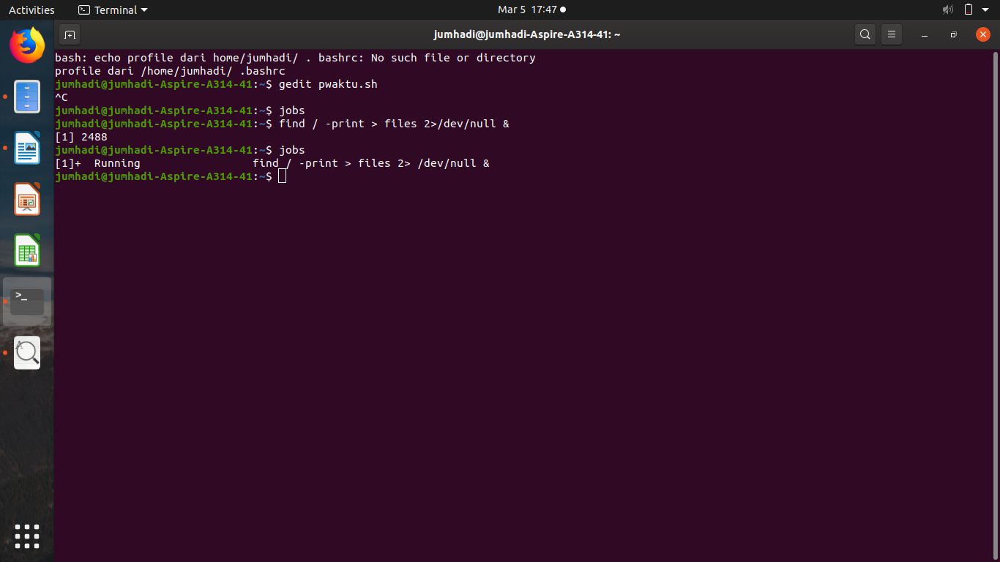 Activities
Terminal
Mar 5 17:47
jumhadi@jumhadi-Aspire-A314-41: ~
bash: echo profile dari home/jumhadi/ . bashrc: No such file or directory
profile dari /home/jumhadi/ .bashrc
jumhadi@jumhadi-Aspire-A314-41:~$ gedit pwaktu.sh
^C
jumhadi@jumhadi-Aspire-A314-41:~$ jobs
jumhadi@jumhadi-Aspire-A314-41:~$ find / -print > files 2>/dev/null &
[1] 2488
jumhadi@jumhadi-Aspire-A314-41:~$ jobs
[1]+  Running                 find / -print > files 2> /dev/null &
jumhadi@jumhadi-Aspire-A314-41:~$
>_
A